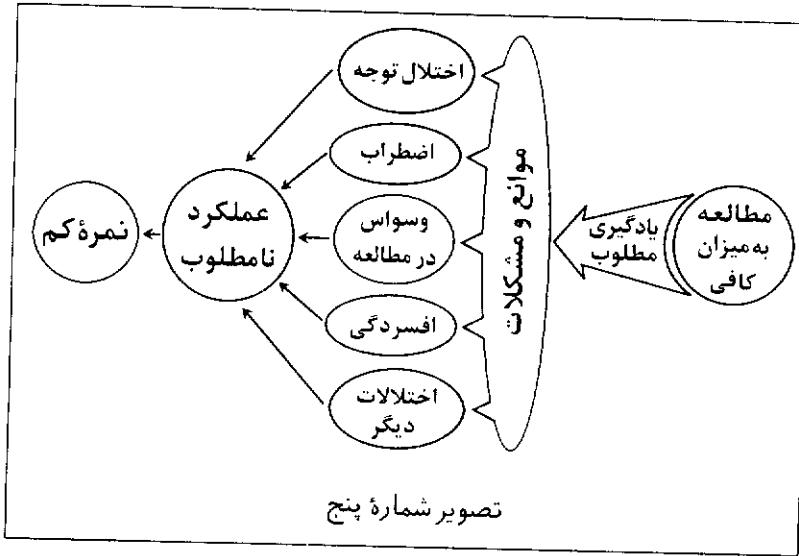 مطالعه
به‌میزان
کافی
یادگیری
مطلوب
موانع و مشکلات
اختلال توجه
اضطراب
وسواس
در مطالعه
افسردگی
اختلالات
دیگر
عملکرد
نامطلوب
نمرهٔ کم
تصویر شمارهٔ پنج